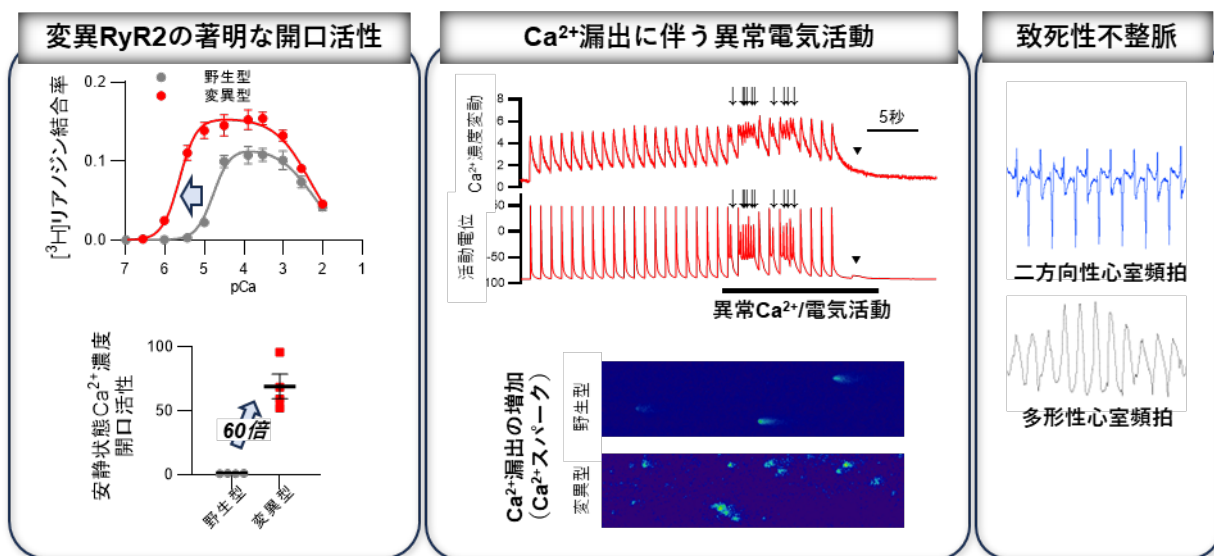 変異RyR2の著明な開口活性
[³H]リアノジン結合率
0.2
0.1
0.0
野生型
変異型
7 6 5 4 3 2 1
pCa
安静状態Ca²⁺濃度
開口活性
100
50
0
60倍
野生型
変異型
Ca²⁺漏出に伴う異常電気活動
Ca²⁺濃度変動
8
6
4
2
0
5秒
活動電位
50
0
-50
-100
異常Ca²⁺/電気活動
Ca²⁺漏出の増加
(Ca²⁺スパーク)
野生型
変異型
致死性不整脈
二方向性心室頻拍
多形性心室頻拍